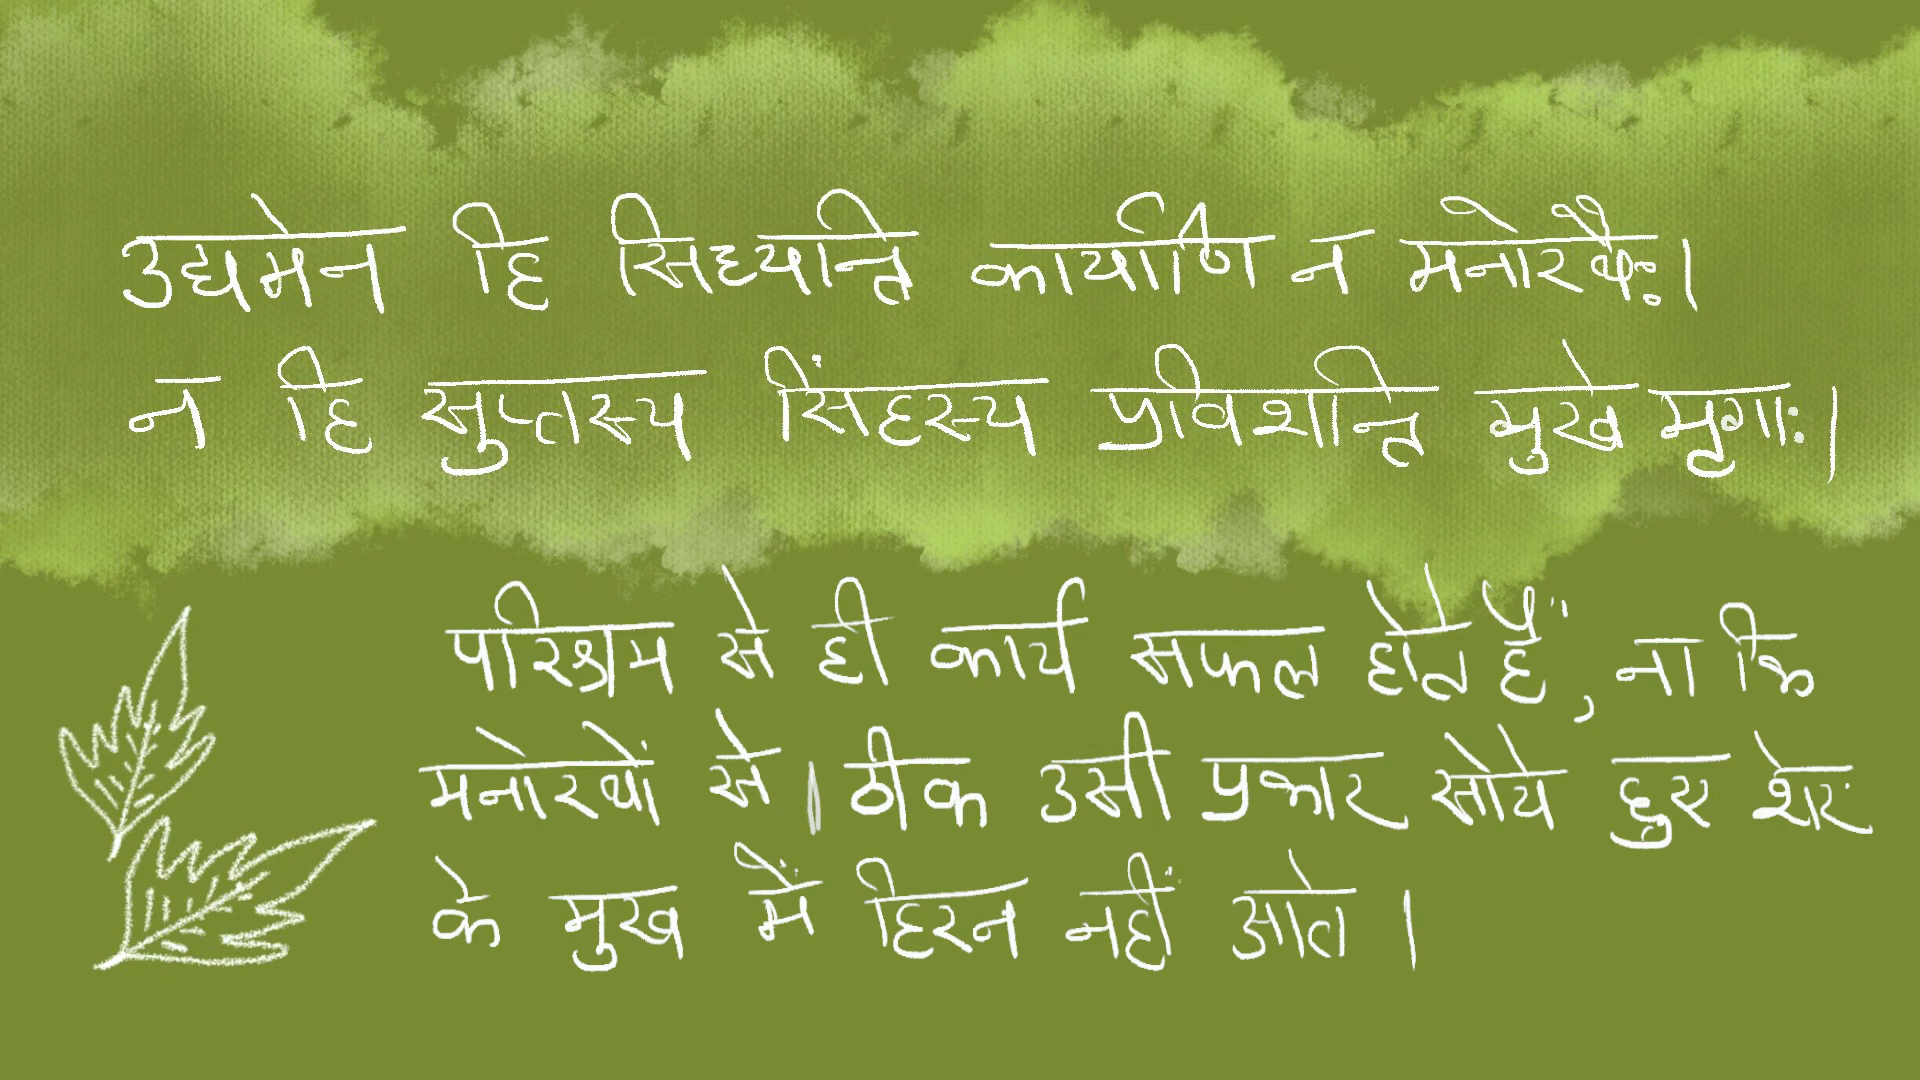 उद्यमेन हि सिध्यन्ति कार्याणि न मनोरथैः।
न हि सुप्तस्य सिंहस्य प्रविशन्ति मुखे मृगाः।
परिश्रम से ही कार्य सफल होते हैं, ना कि
मनोरथों से। ठीक उसी प्रकार सोये हुए शेर
के मुख में हिरन नहीं आते।